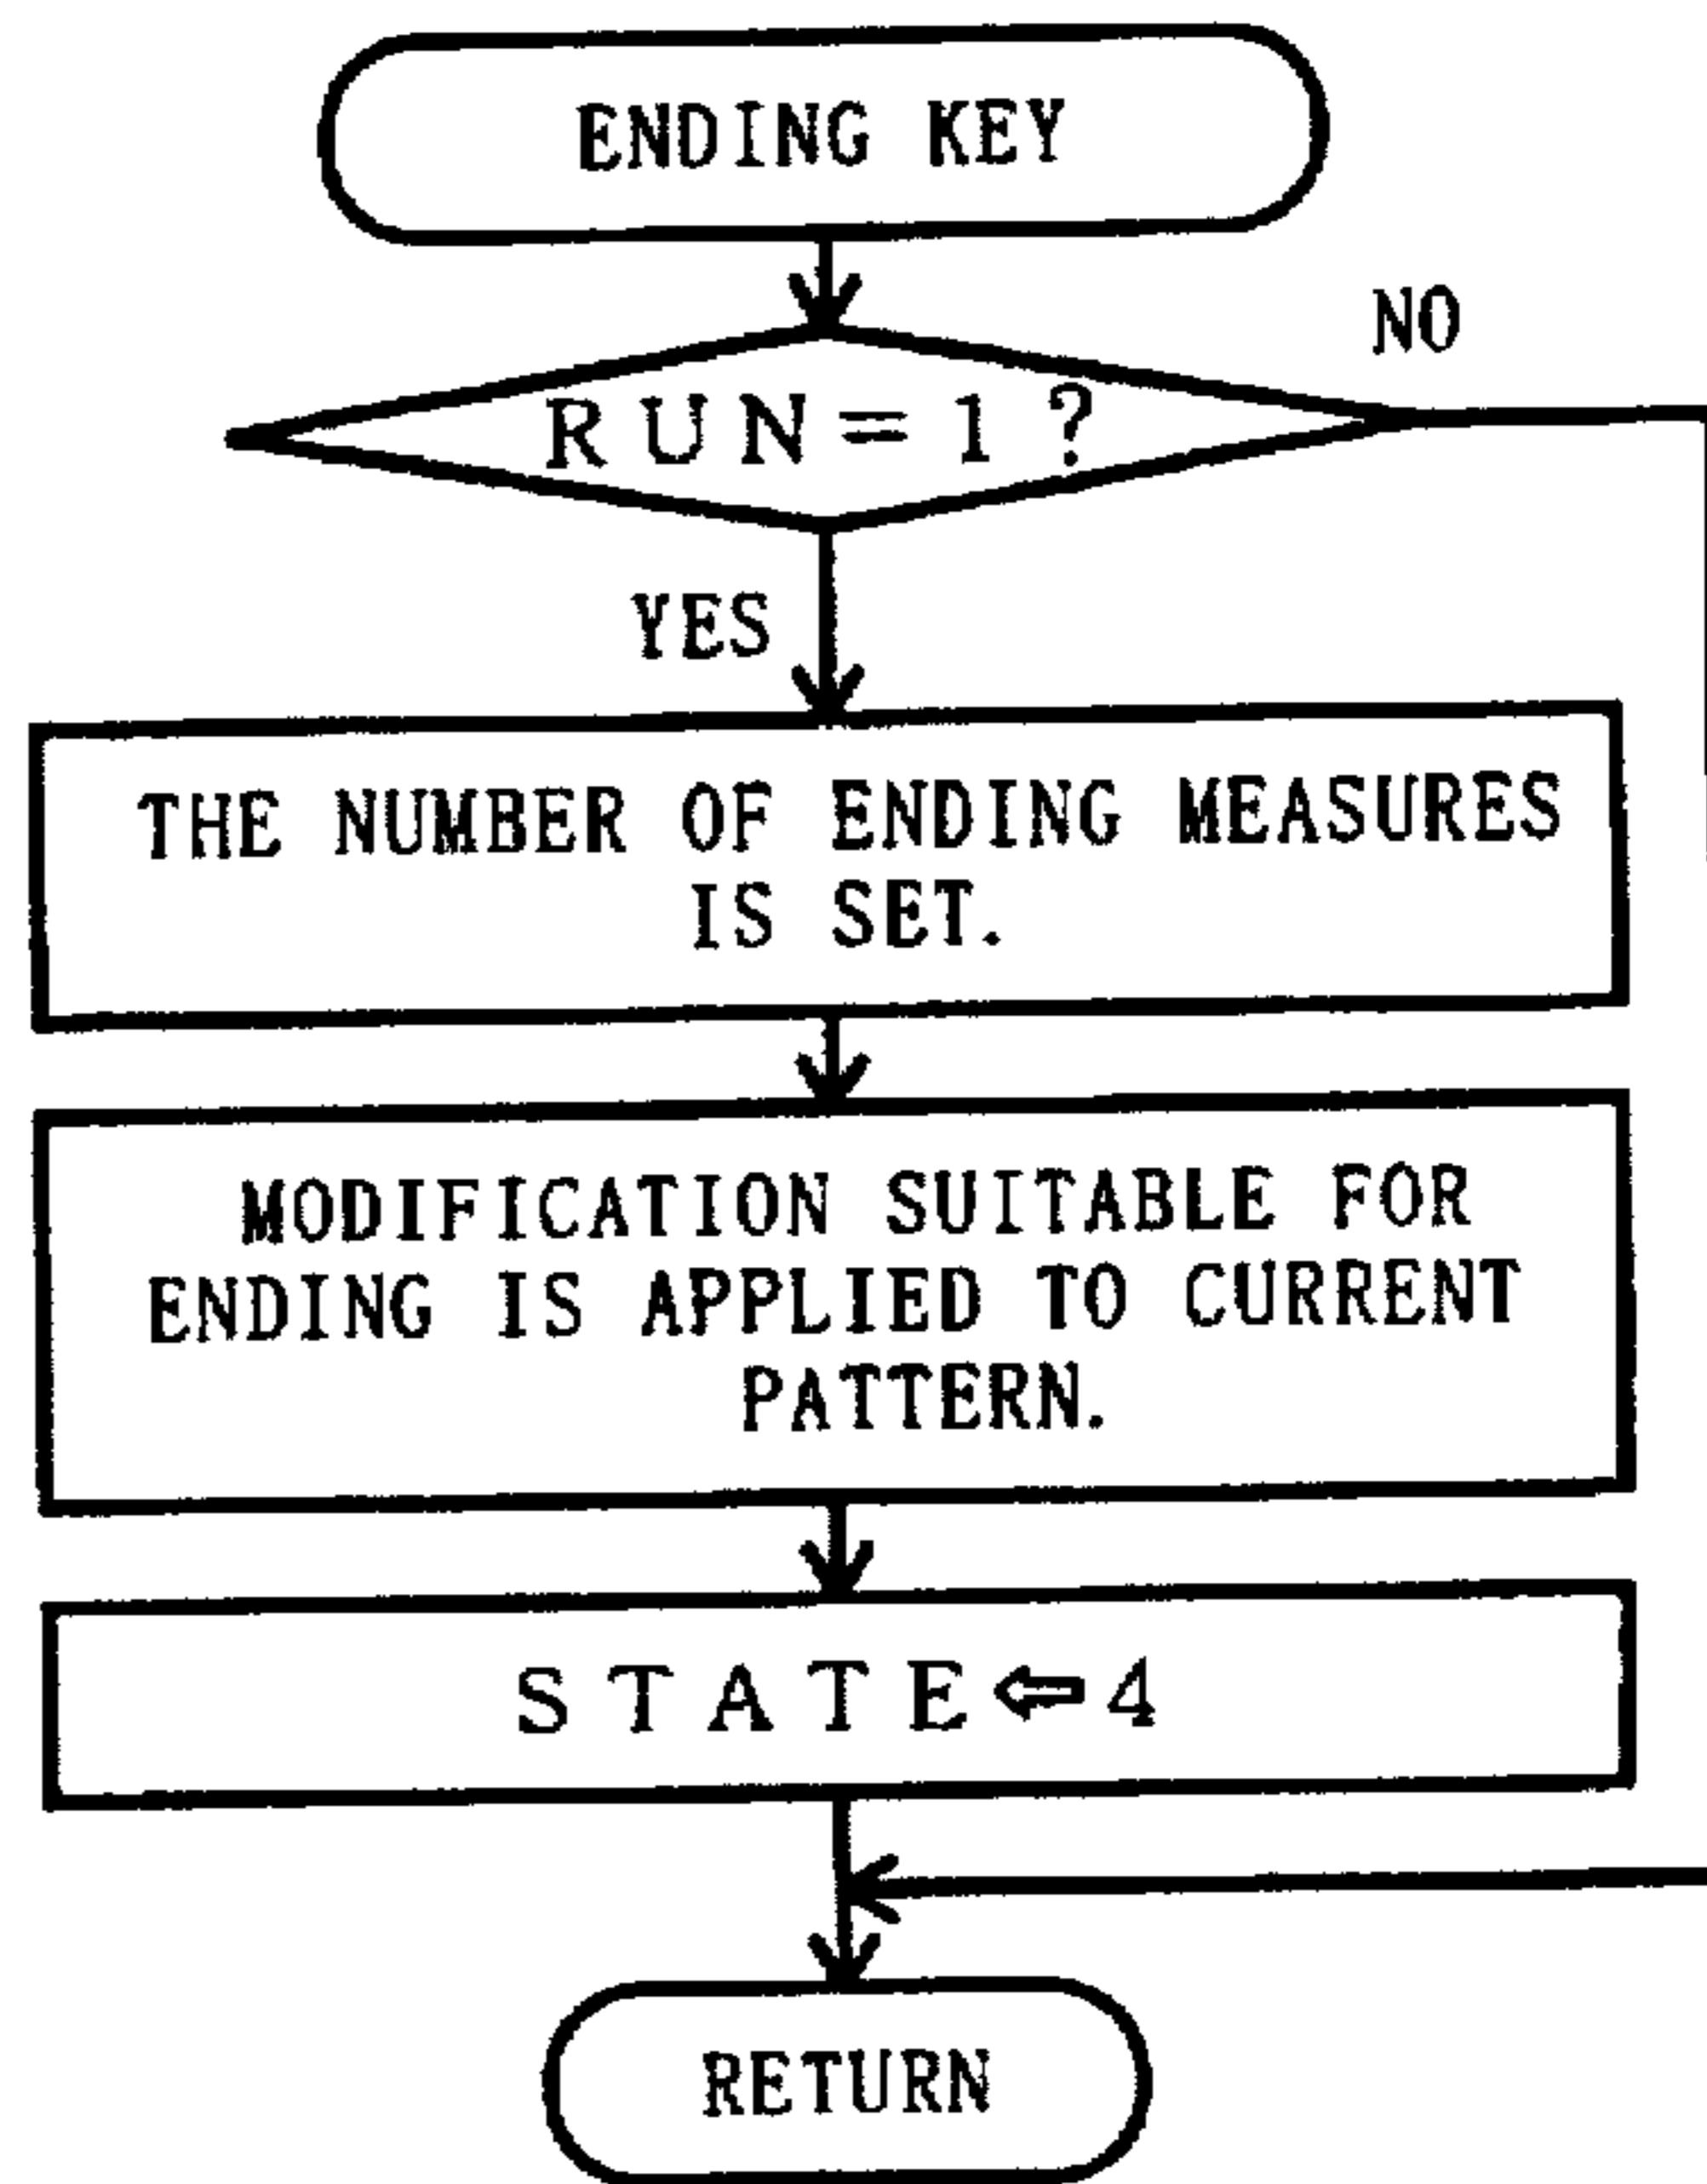 ENDING KEY
NO
RUN=1?
YES
THE NUMBER OF ENDING MEASURES
IS SET.
MODIFICATION SUITABLE FOR
ENDING IS APPLIED TO CURRENT
PATTERN.
STATE⇦4
RETURN